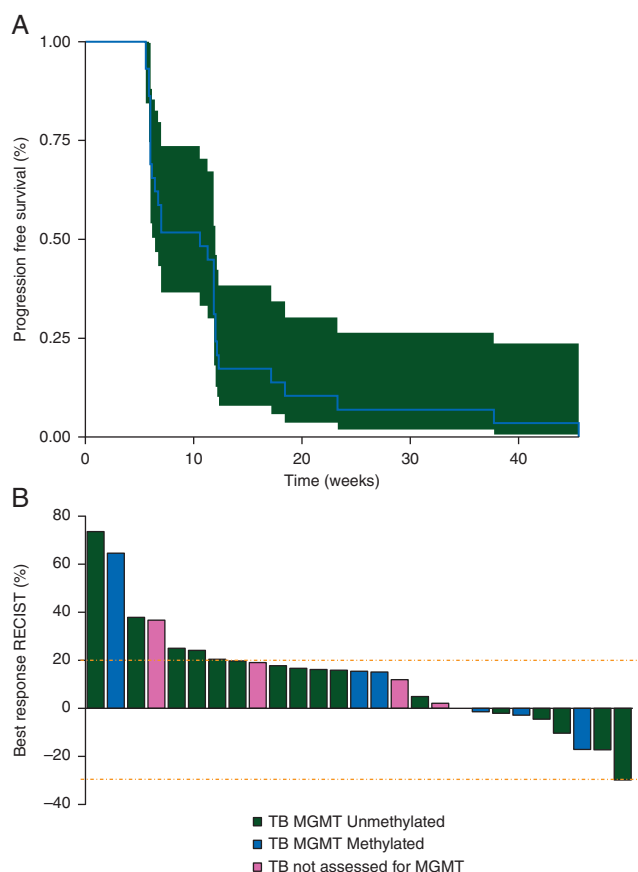 A
1.00
0.75
0.50
0.25
0.00
Progression free survival (%)
0
10
20
30
40
Time (weeks)
B
80
60
40
20
0
−20
−40
Best response RECIST (%)
TB MGMT Unmethylated
TB MGMT Methylated
TB not assessed for MGMT